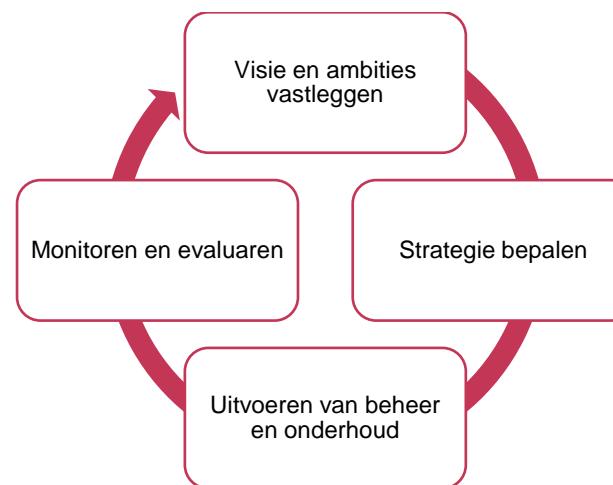 Visie en ambities
vastleggen
Strategie bepalen
Uitvoeren van beheer
en onderhoud
Monitoren en evaluaren